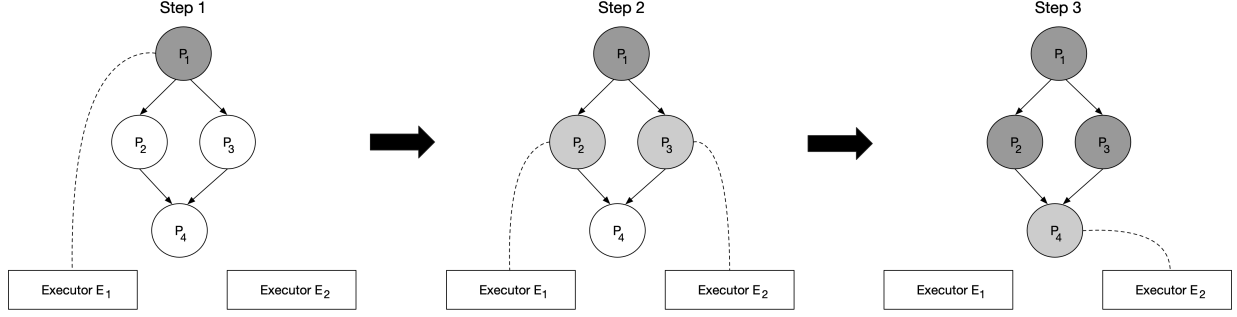 Step 1
P1
P2 P3
P4
Executor E1 Executor E2
Step 2
P1
P2 P3
P4
Executor E1 Executor E2
Step 3
P1
P2 P3
P4
Executor E1 Executor E2